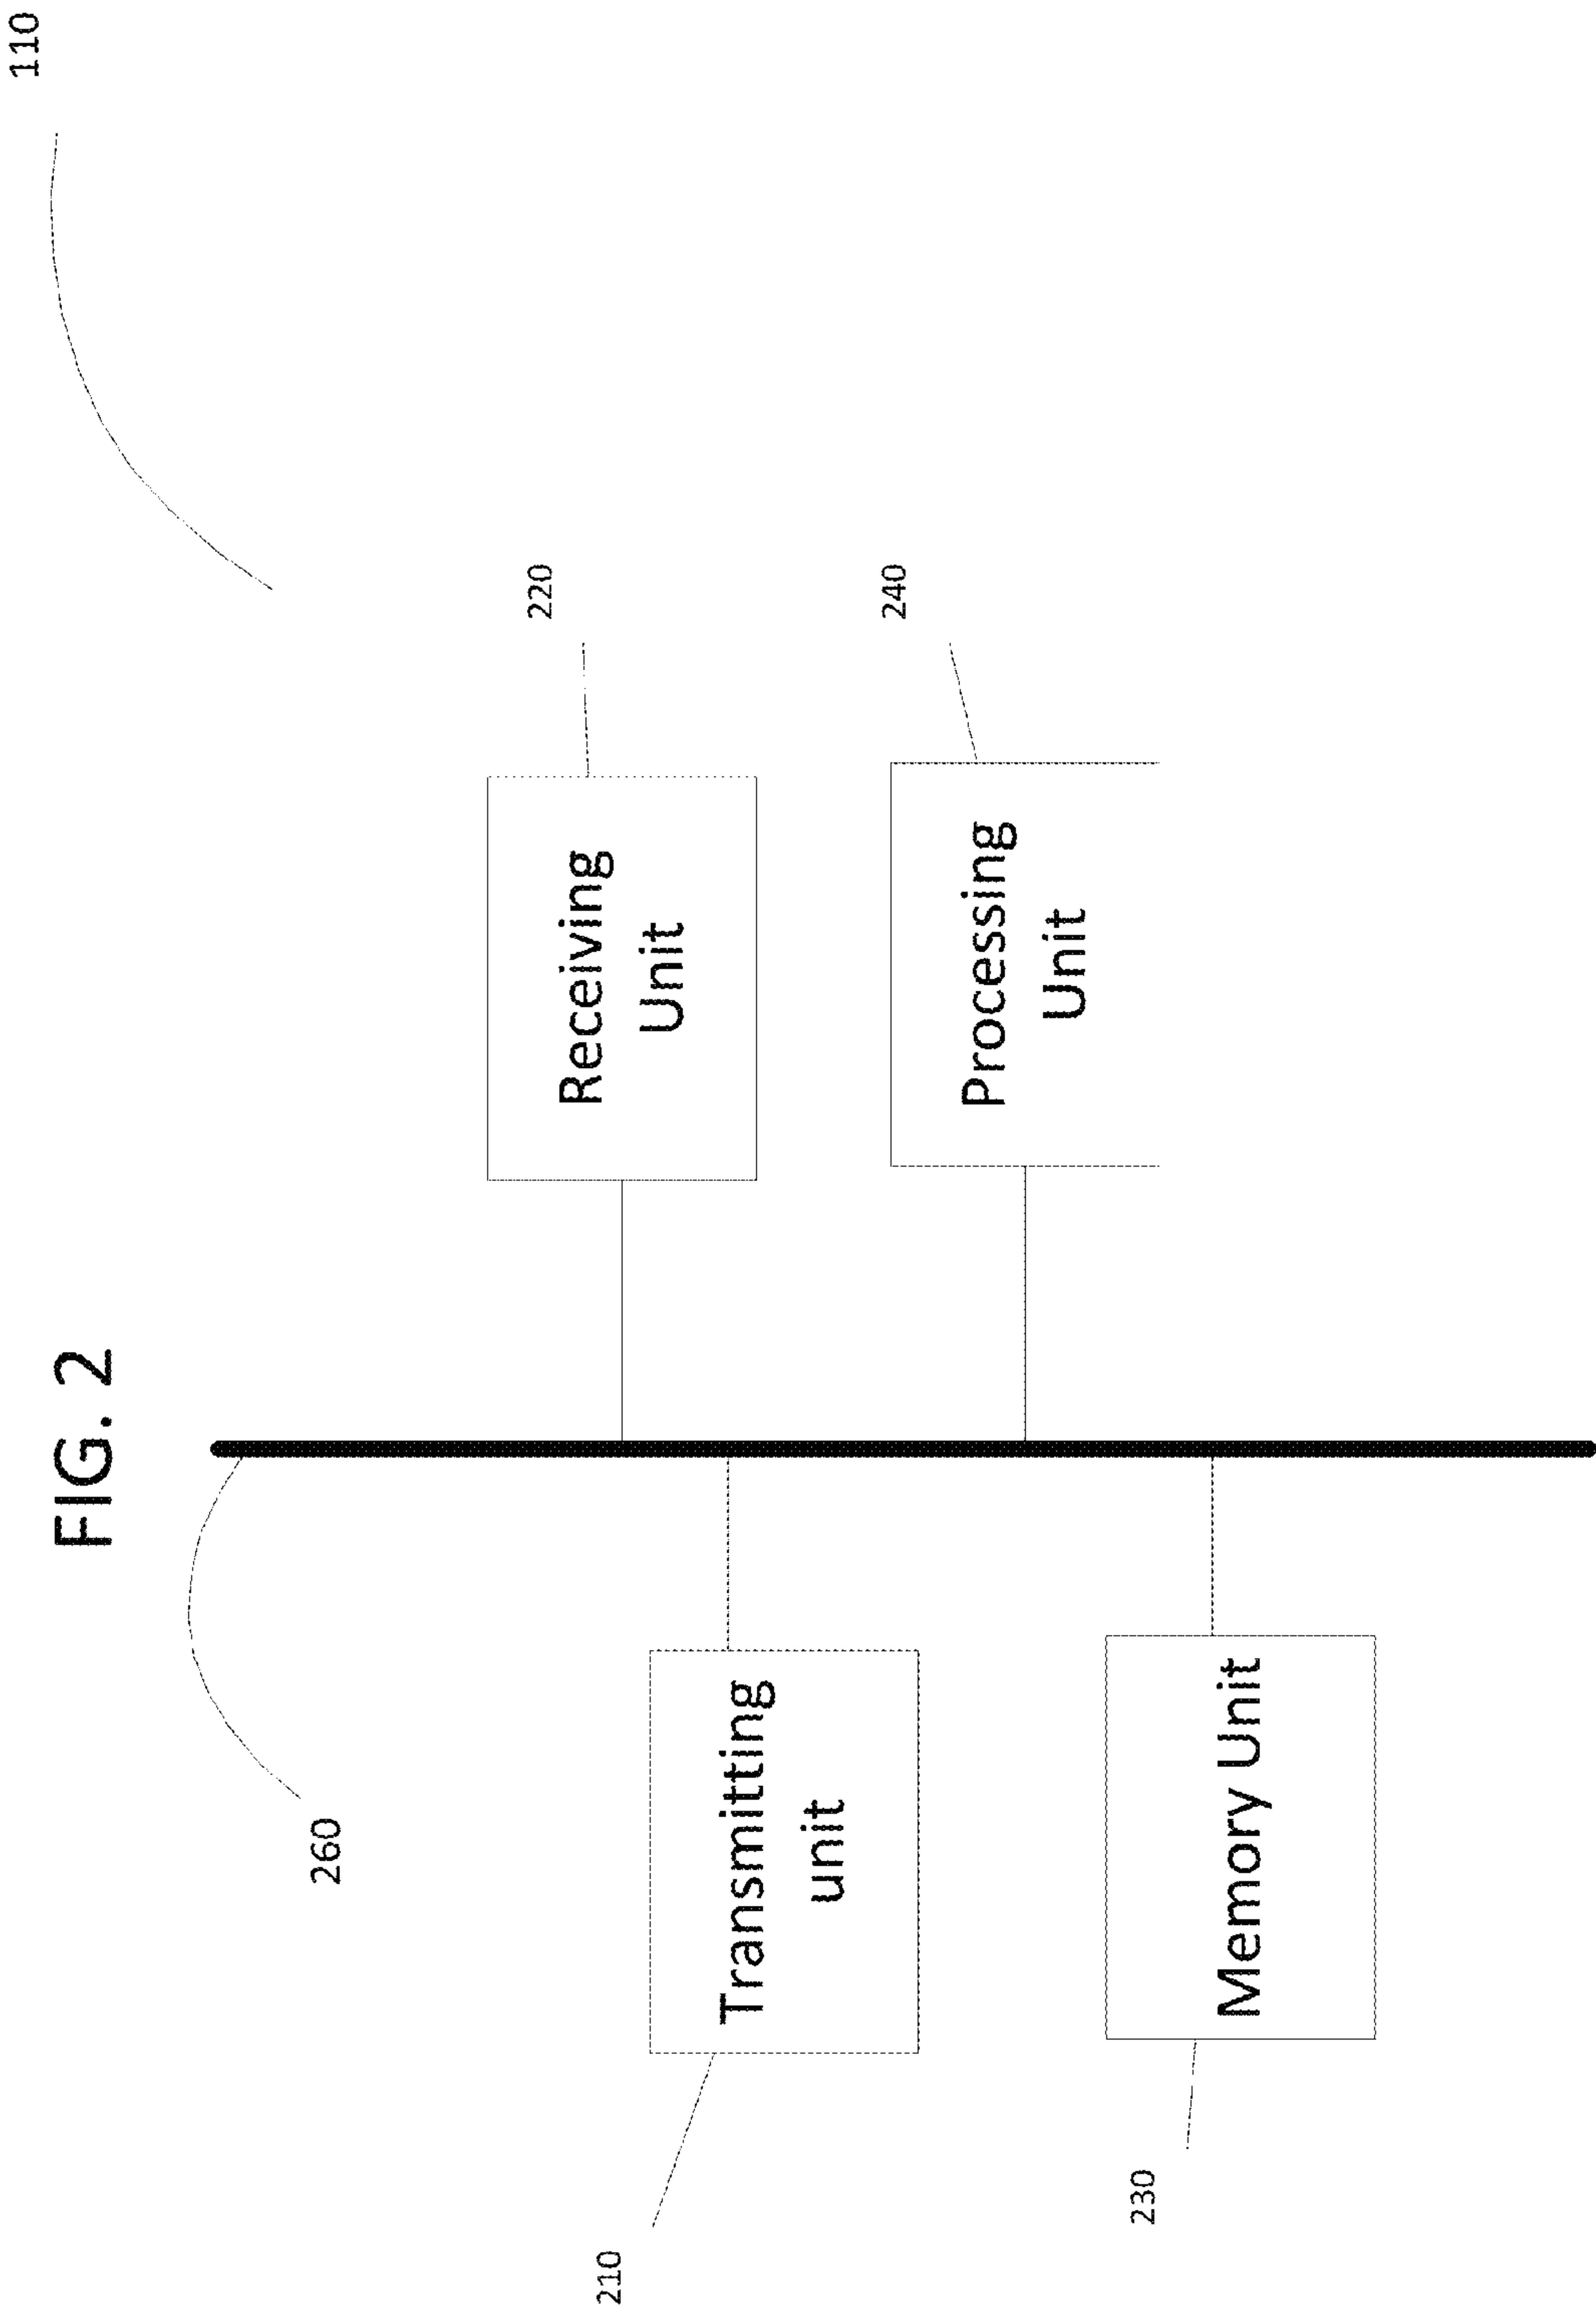 110
FIG. 2
260
220
Receiving
Unit
210
Transmitting
unit
240
Processing
Unit
230
Memory Unit